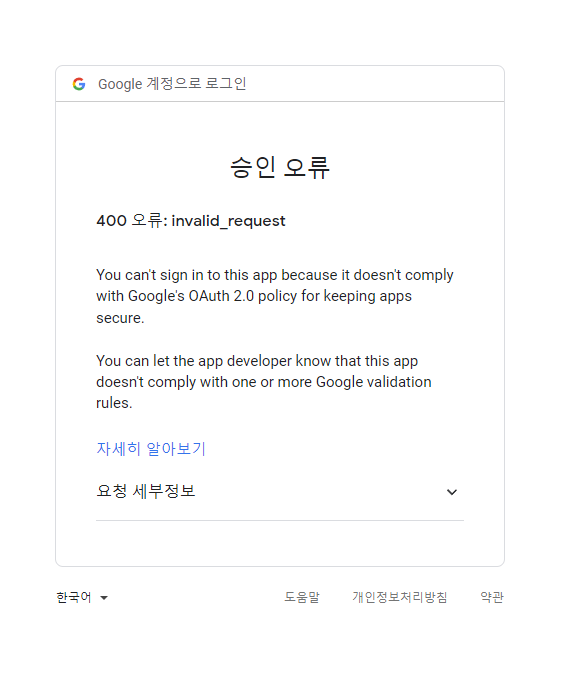 Google 계정으로 로그인
승인 오류
400 오류: invalid_request
You can't sign in to this app because it doesn't comply
with Google's OAuth 2.0 policy for keeping apps
secure.
You can let the app developer know that this app
doesn't comply with one or more Google validation
rules.
자세히 알아보기
요청 세부정보
한국어 도움말 개인정보처리방침 약관